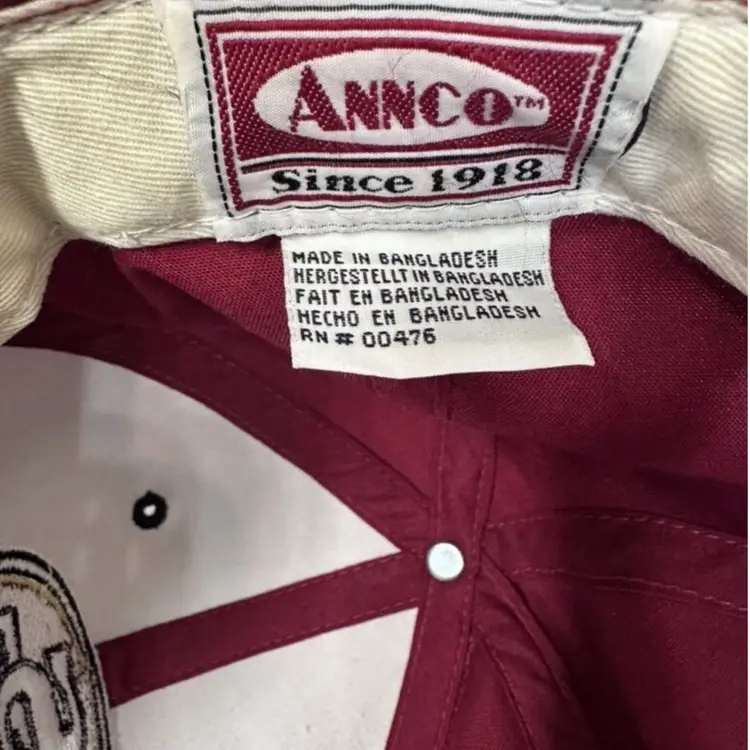 ANNCO™
Since 1918
MADE IN BANGLADESH
HERGESTELLT IN BANGLADESH
FAIT EN BANGLADESH
HECHO EN BANGLADESH
RN # 00476